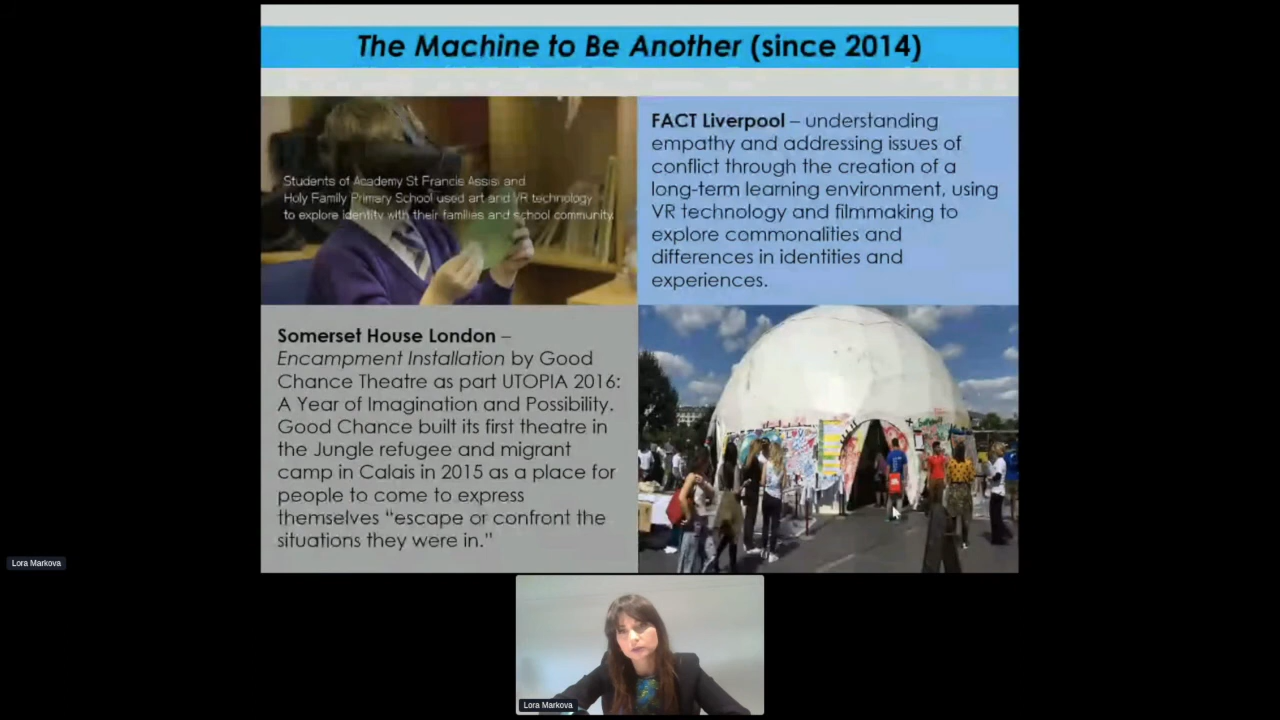 The Machine to Be Another (since 2014)
Students of Academy St Francis Assisi and
Holy Family Primary School used art and VR technology
to explore identity with their families and school community.
FACT Liverpool – understanding
empathy and addressing issues of
conflict through the creation of a
long-term learning environment, using
VR technology and filmmaking to
explore commonalities and
differences in identities and
experiences.
Somerset House London –
Encampment Installation by Good
Chance Theatre as part UTOPIA 2016:
A Year of Imagination and Possibility.
Good Chance built its first theatre in
the Jungle refugee and migrant
camp in Calais in 2015 as a place for
people to come to express
themselves “escape or confront the
situations they were in.”
Lora Markova
Lora Markova